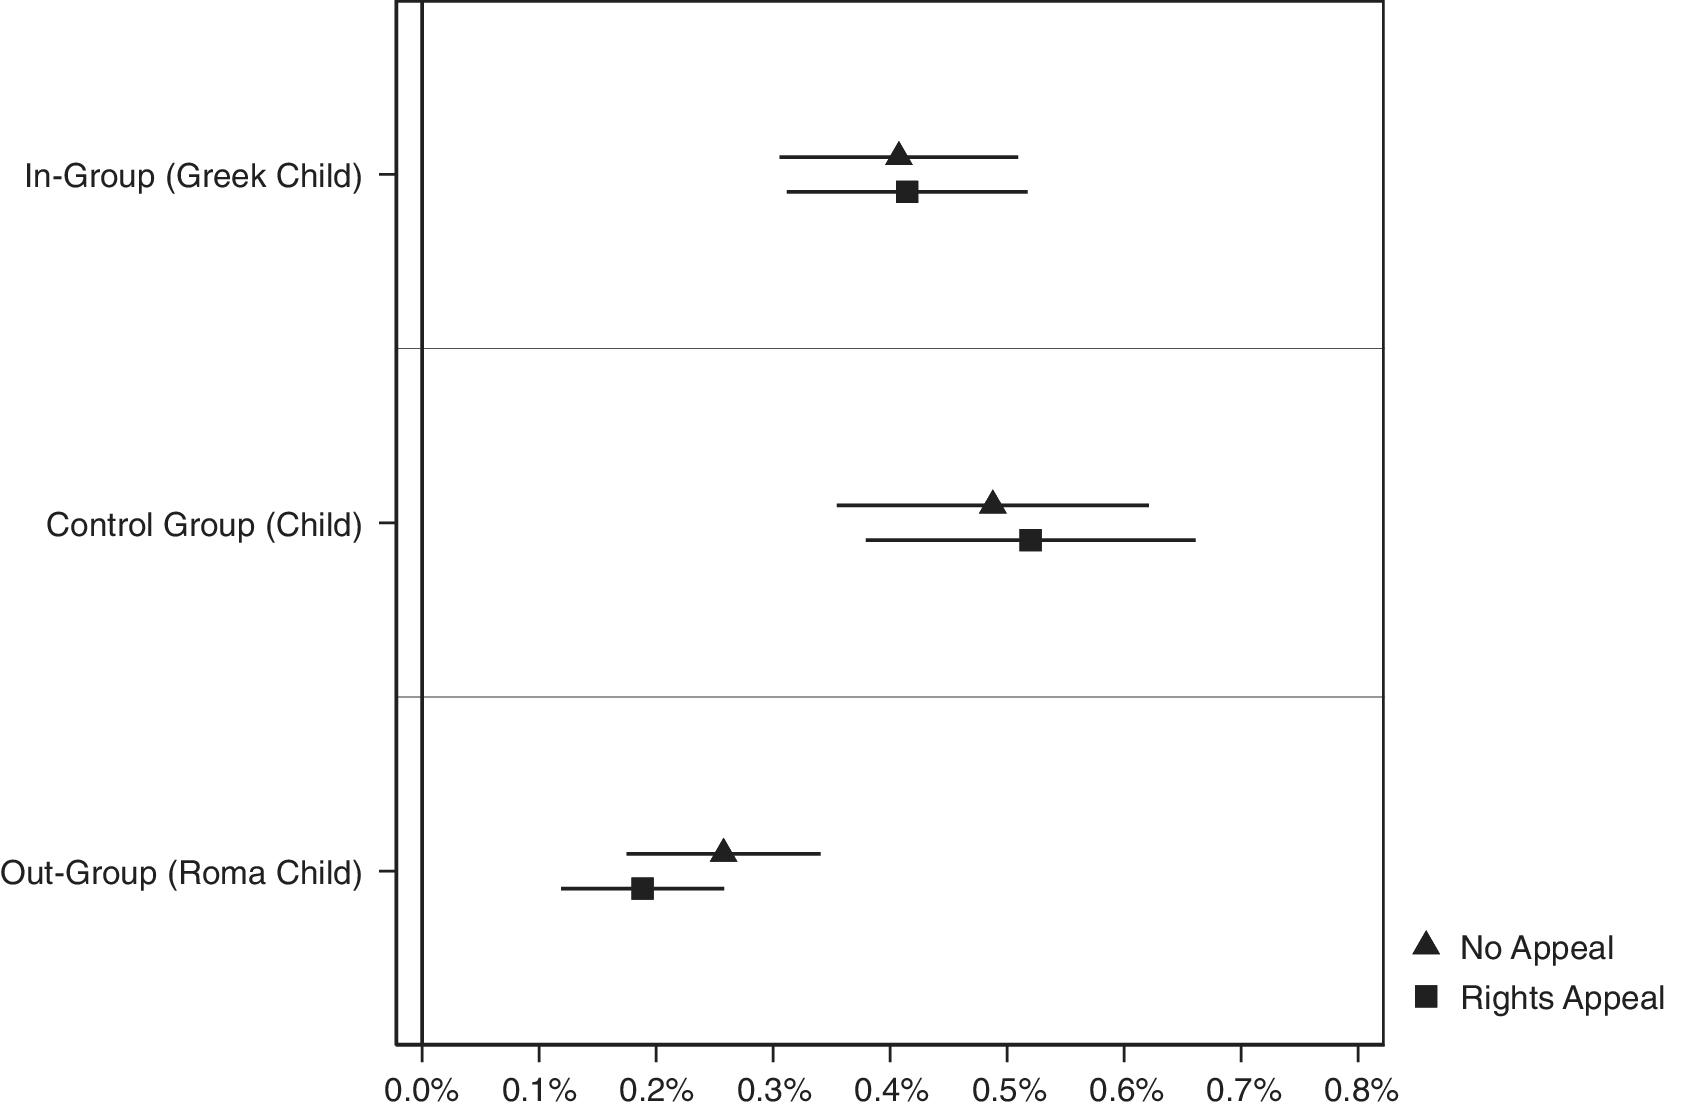 In-Group (Greek Child)
Control Group (Child)
Out-Group (Roma Child)
No Appeal
Rights Appeal
0.0% 0.1% 0.2% 0.3% 0.4% 0.5% 0.6% 0.7% 0.8%